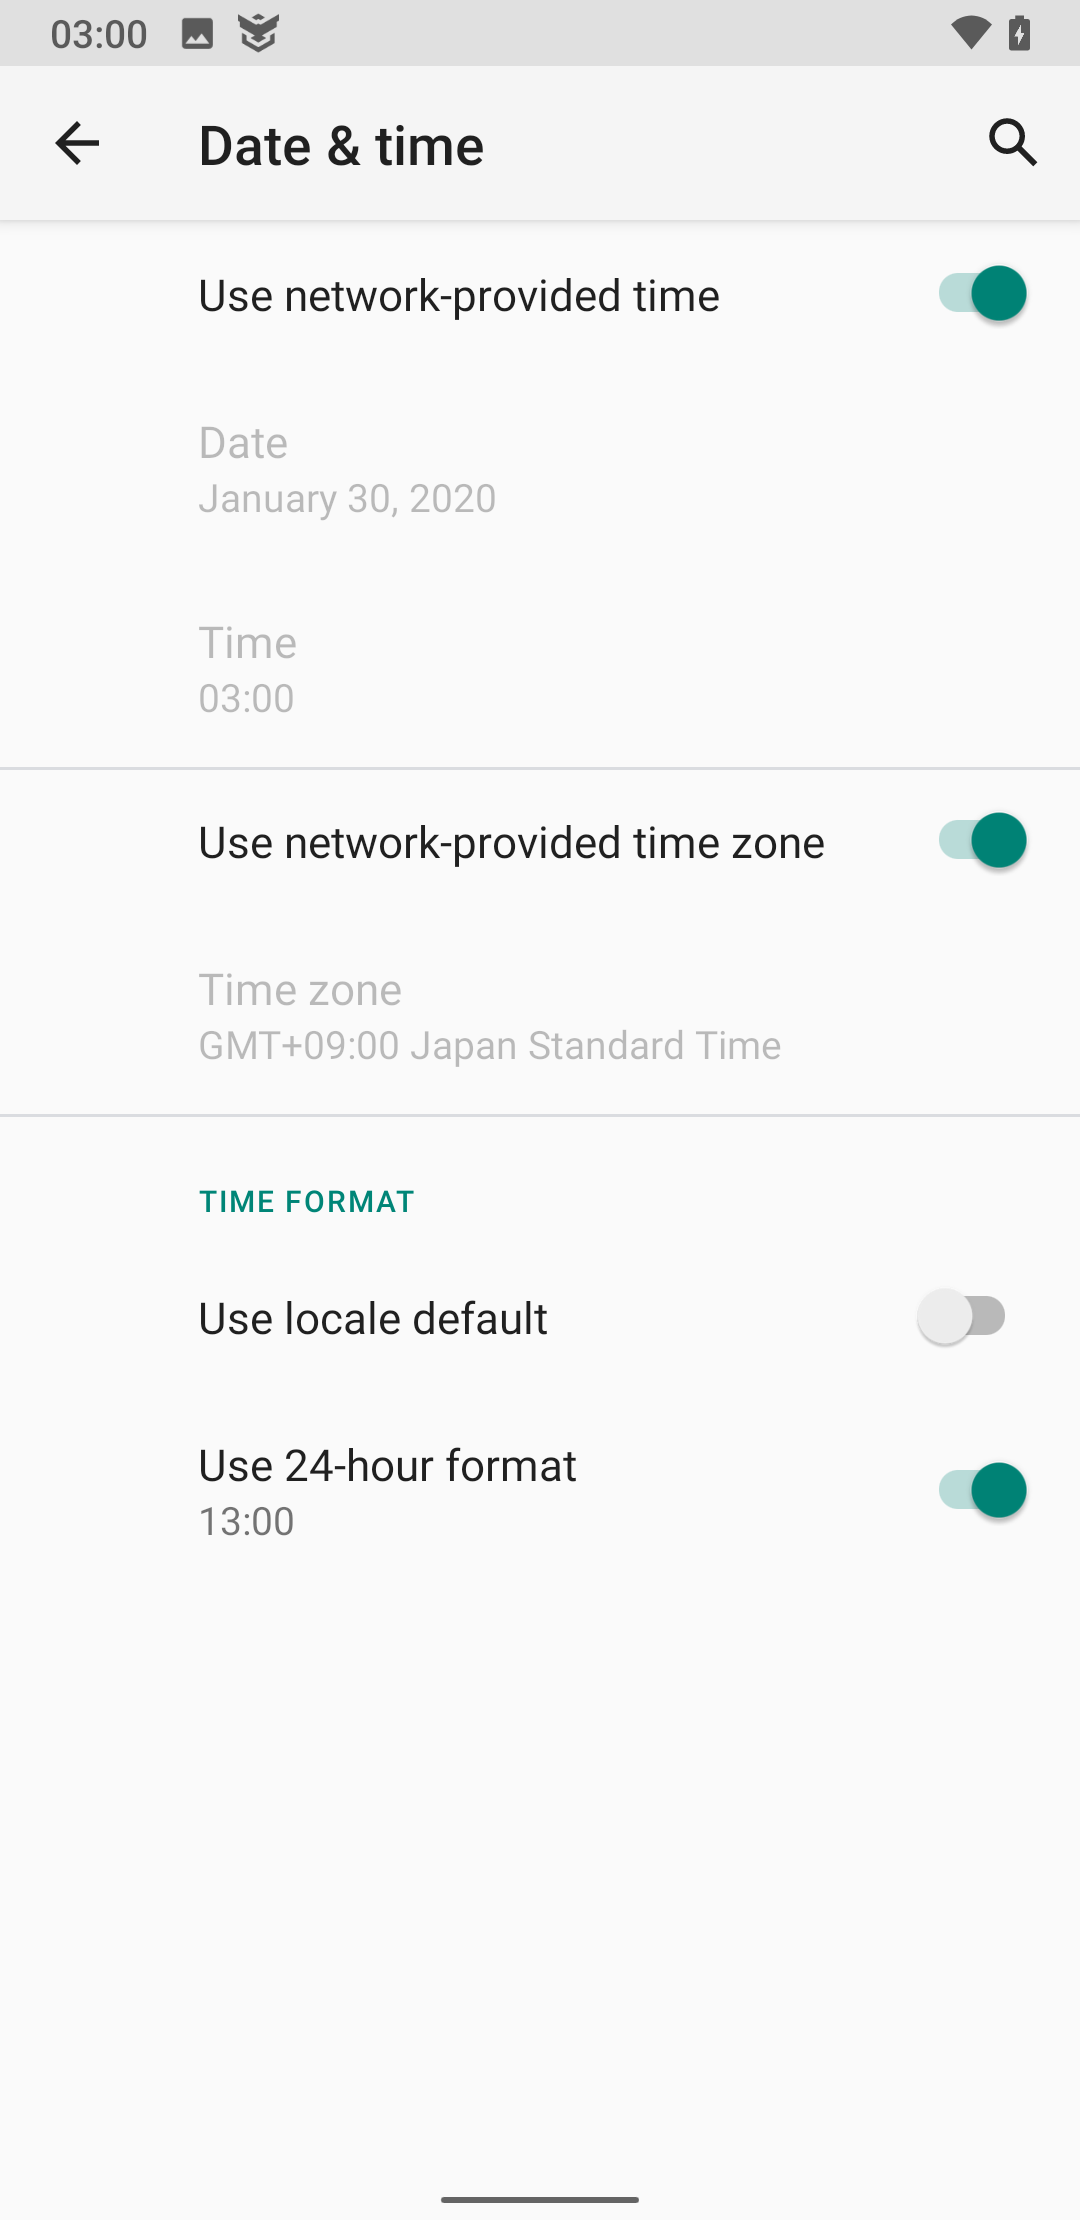 03:00
Date & time
Use network-provided time
Date
January 30, 2020
Time
03:00
Use network-provided time zone
Time zone
GMT+09:00 Japan Standard Time
TIME FORMAT
Use locale default
Use 24-hour format
13:00